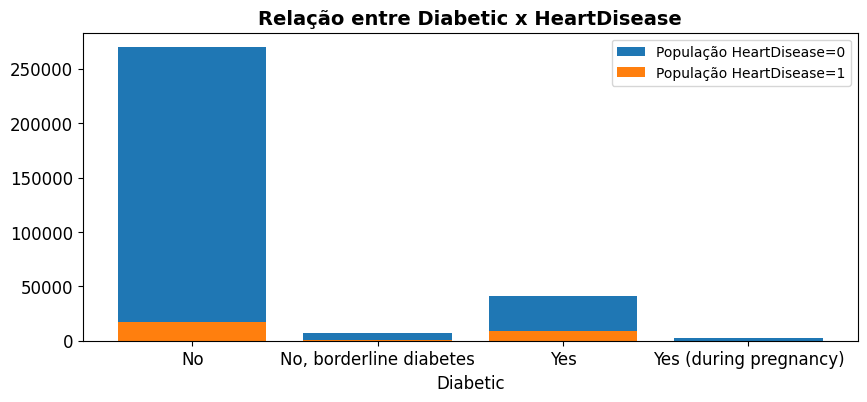 Relação entre Diabetic x HeartDisease
População HeartDisease=0
População HeartDisease=1
250000
200000
150000
100000
50000
0
No
No, borderline diabetes
Yes
Yes (during pregnancy)
Diabetic